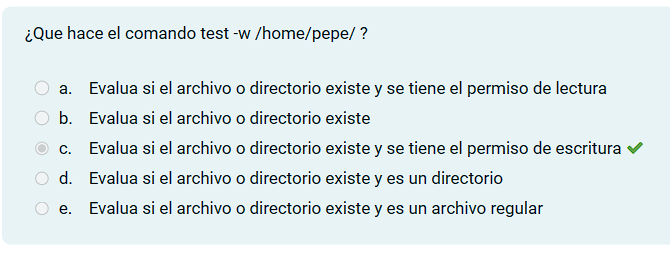 ¿Que hace el comando test -w /home/pepe/ ?
a. Evalua si el archivo o directorio existe y se tiene el permiso de lectura
b. Evalua si el archivo o directorio existe
c. Evalua si el archivo o directorio existe y se tiene el permiso de escritura
d. Evalua si el archivo o directorio existe y es un directorio
e. Evalua si el archivo o directorio existe y es un archivo regular